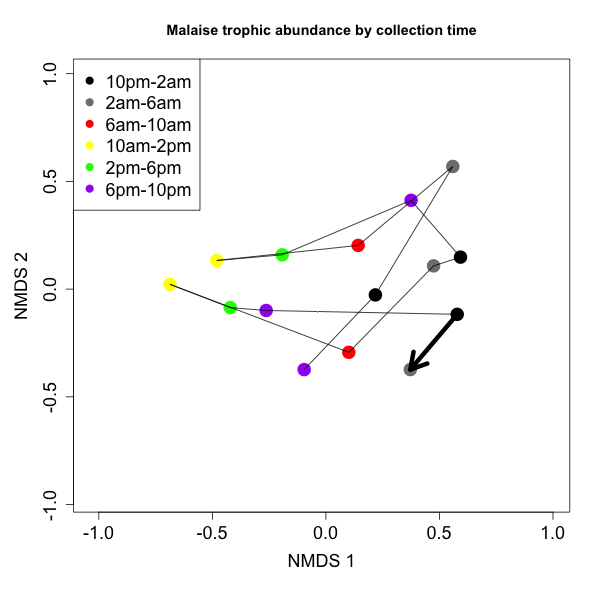 Malaise trophic abundance by collection time
10pm-2am
2am-6am
6am-10am
10am-2pm
2pm-6pm
6pm-10pm
1.0
0.5
0.0
-0.5
-1.0
NMDS 2
-1.0 -0.5 0.0 0.5 1.0
NMDS 1